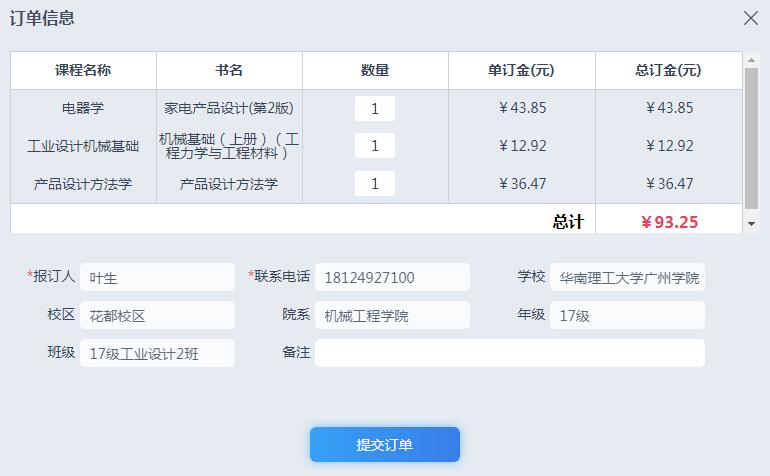 订单信息
课程名称 书名 数量 单订金(元) 总订金(元)
电器学 家电产品设计(第2版) 1 ￥43.85 ￥43.85
工业设计机械基础 机械基础（上册）（工程力学与工程材料） 1 ￥12.92 ￥12.92
产品设计方法学 产品设计方法学 1 ￥36.47 ￥36.47
总计 ￥93.25
*报订人 叶生 *联系电话 18124927100 学校 华南理工大学广州学院
校区 花都校区 院系 机械工程学院 年级 17级
班级 17级工业设计2班 备注
提交订单